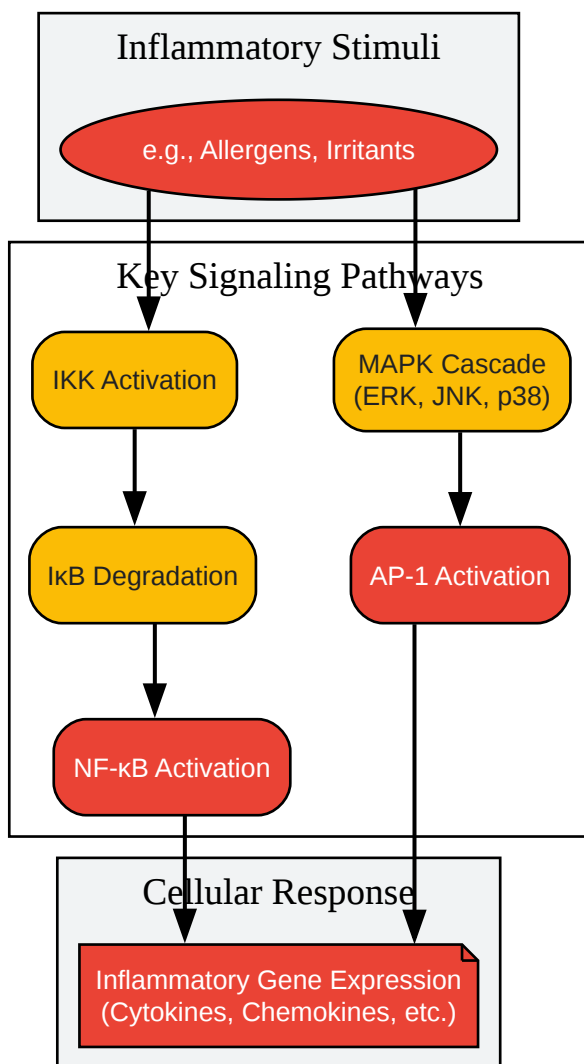 Inflammatory Stimuli
e.g., Allergens, Irritants
Key Signaling Pathways
IKK Activation
MAPK Cascade
(ERK, JNK, p38)
IκB Degradation
AP-1 Activation
NF-κB Activation
Cellular Response
Inflammatory Gene Expression
(Cytokines, Chemokines, etc.)